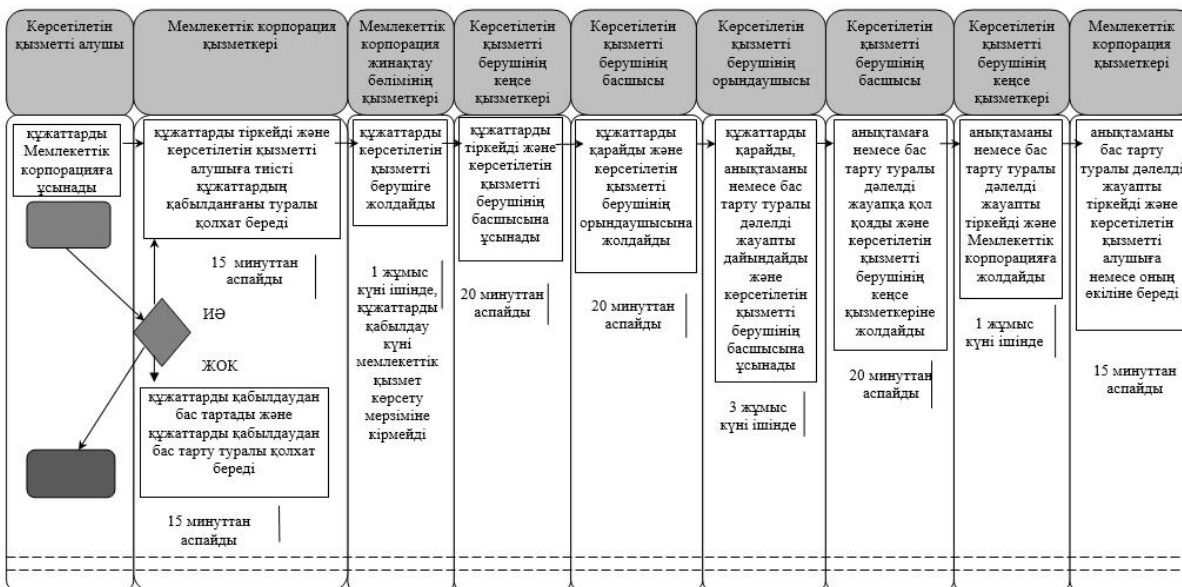 Көрсетілетін
қызметті алушы
Мемлекеттік корпорация
қызметкері
Мемлекеттік
корпорация
жинақтау
бөлімінің
қызметкері
Көрсетілетін
қызметті
берушінің
кеңсе
қызметкері
Көрсетілетін
қызметті
берушінің
басшысы
Көрсетілетін
қызметті
берушінің
орындаушысы
Көрсетілетін
қызметті
берушінің
басшысы
Көрсетілетін
қызметті
берушінің
кеңсе
қызметкері
Мемлекеттік
корпорация
қызметкері
құжаттарды
Мемлекеттік
корпорацияға
ұсынады
құжаттарды тіркейді және
көрсетілетін қызметті
алушыға тиісті
құжаттардың
қабылданғаны туралы
қолхат береді
15 минуттан
аспайды
ИӘ
ЖОК
құжаттарды қабылдаудан
бас тартады және
құжаттарды қабылдаудан
бас тарту туралы қолхат
береді
15 минуттан
аспайды
құжаттарды
көрсетілетін
қызметті
берушіге
жолдайды
1 жұмыс
күні ішінде,
құжаттарды
қабылдау
күні
мемлекеттік
қызмет
көрсету
мерзіміне
кірмейді
құжаттарды
тіркейді және
көрсетілетін
қызметті
берушінің
басшысына
ұсынады
20 минуттан
аспайды
құжаттарды
қарайды және
көрсетілетін
қызметті
берушінің
орындаушысына
жолдайды
20 минуттан
аспайды
құжаттарды
қарайды,
анықтаманы
немесе бас
тарту туралы
дәлелді
жауапты
дайындайды
және
көрсетілетін
қызметті
берушінің
басшысына
ұсынады
3 жұмыс
күні ішінде
анықтамаға
немесе бас
тарту туралы
дәлелді
жауапқа қол
қояды және
көрсетілетін
қызметті
берушінің
кеңсе
қызметкеріне
жолдайды
20 минуттан
аспайды
анықтаманы
немесе бас
тарту туралы
дәлелді
жауапты
тіркейді және
Мемлекеттік
корпорацияға
жолдайды
1 жұмыс
күні ішінде
анықтаманы
бас тарту
туралы дәлелді
жауапты
тіркейді және
көрсетілетін
қызметті
алушыға
немесе оның
өкіліне береді
15 минуттан
аспайды